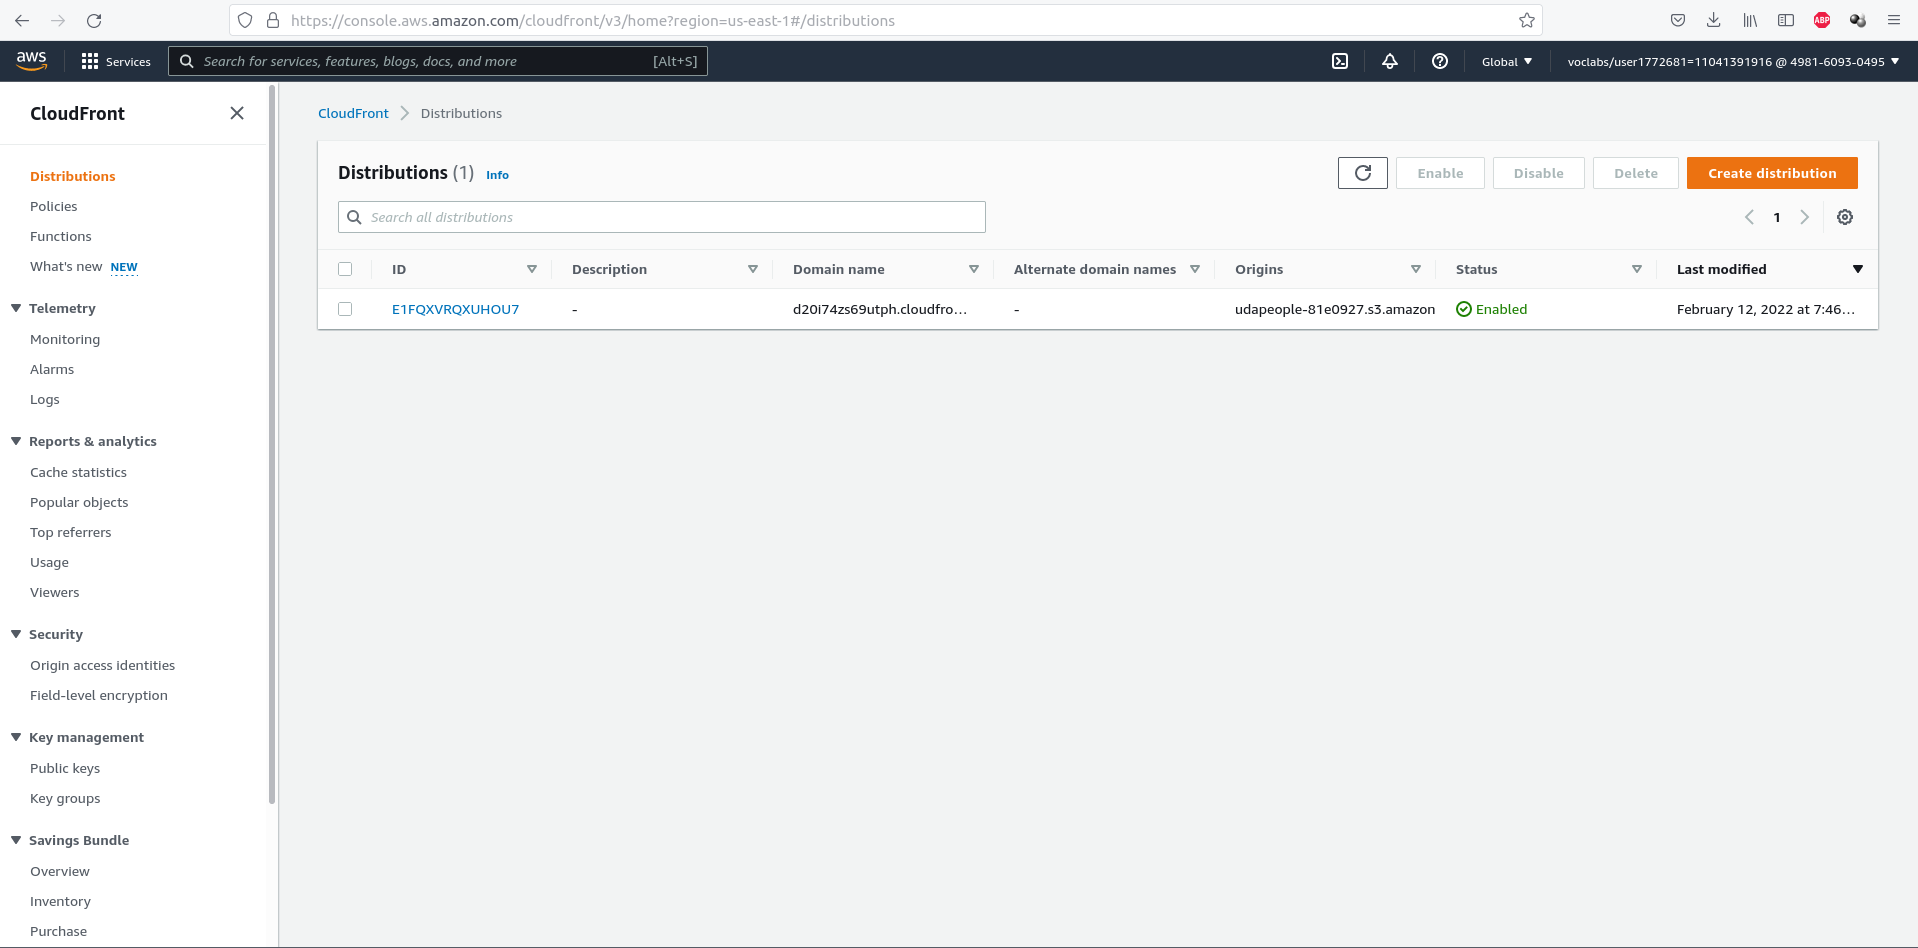 https://console.aws.amazon.com/cloudfront/v3/home?region=us-east-1#/distributions
ABP
aws
Services
Search for services, features, blogs, docs, and more
[Alt+S]
Global
voclabs/user1772681=11041391916 @ 4981-6093-0495
CloudFront
Distributions
Policies
Functions
What's new NEW
Telemetry
Monitoring
Alarms
Logs
Reports & analytics
Cache statistics
Popular objects
Top referrers
Usage
Viewers
Security
Origin access identities
Field-level encryption
Key management
Public keys
Key groups
Savings Bundle
Overview
Inventory
Purchase
CloudFront > Distributions
Distributions (1) Info
Enable Disable Delete Create distribution
Search all distributions
1
ID Description Domain name Alternate domain names Origins Status Last modified
E1FQXVRQXUHOU7 - d20i74zs69utph.cloudfro… - udapeople-81e0927.s3.amazon Enabled February 12, 2022 at 7:46…